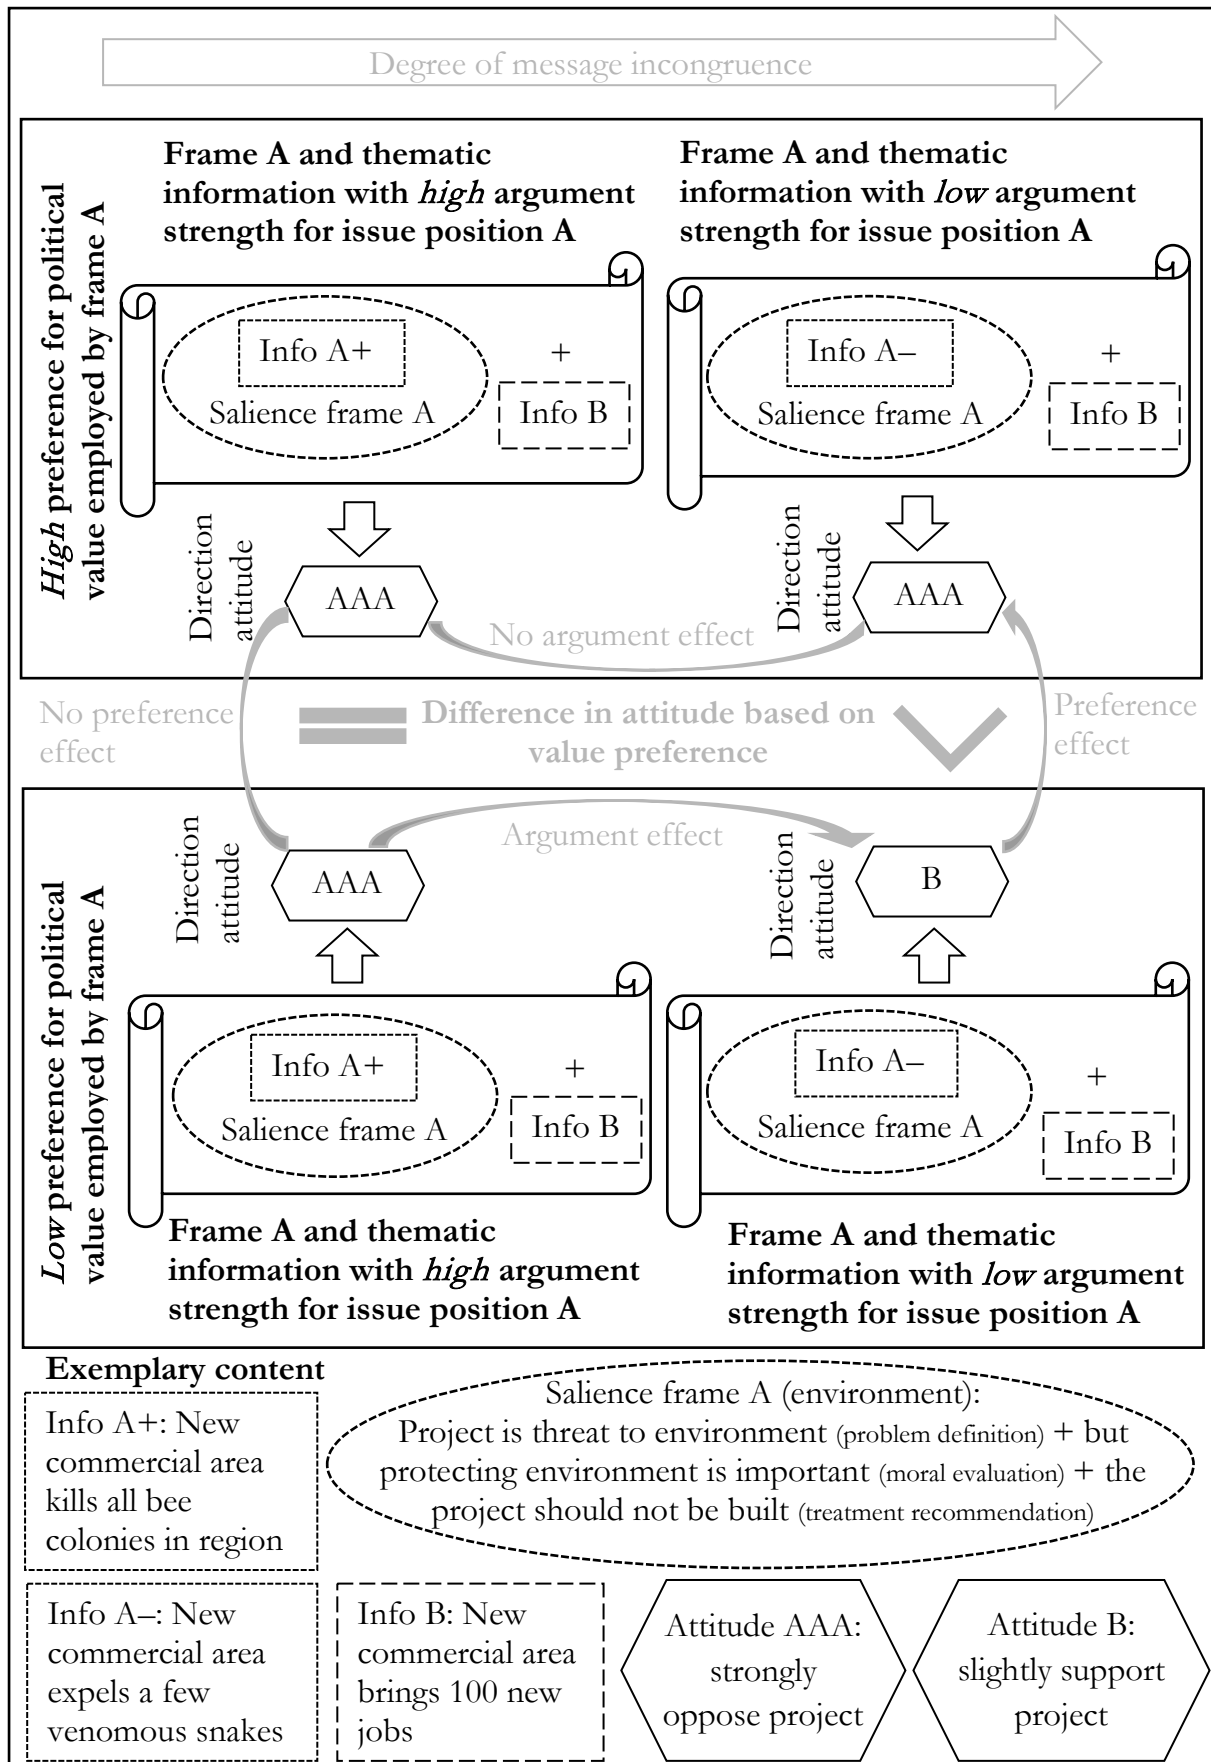 Degree of message incongruence
High preference for political
value employed by frame A
Frame A and thematic
information with high argument
strength for issue position A
Info A+
Salience frame A
+
Info B
Direction
attitude
AAA
Frame A and thematic
information with low argument
strength for issue position A
Info A–
Salience frame A
+
Info B
Direction
attitude
AAA
No argument effect
No preference
effect
Difference in attitude based on
value preference
Preference
effect
Low preference for political
value employed by frame A
Argument effect
Direction
attitude
AAA
Info A+
Salience frame A
+
Info B
Frame A and thematic
information with high argument
strength for issue position A
Direction
attitude
B
Info A–
Salience frame A
+
Info B
Frame A and thematic
information with low argument
strength for issue position A
Exemplary content
Info A+: New
commercial area
kills all bee
colonies in region
Salience frame A (environment):
Project is threat to environment (problem definition) + but
protecting environment is important (moral evaluation) + the
project should not be built (treatment recommendation)
Info A–: New
commercial area
expels a few
venomous snakes
Info B: New
commercial area
brings 100 new
jobs
Attitude AAA:
strongly
oppose project
Attitude B:
slightly support
project